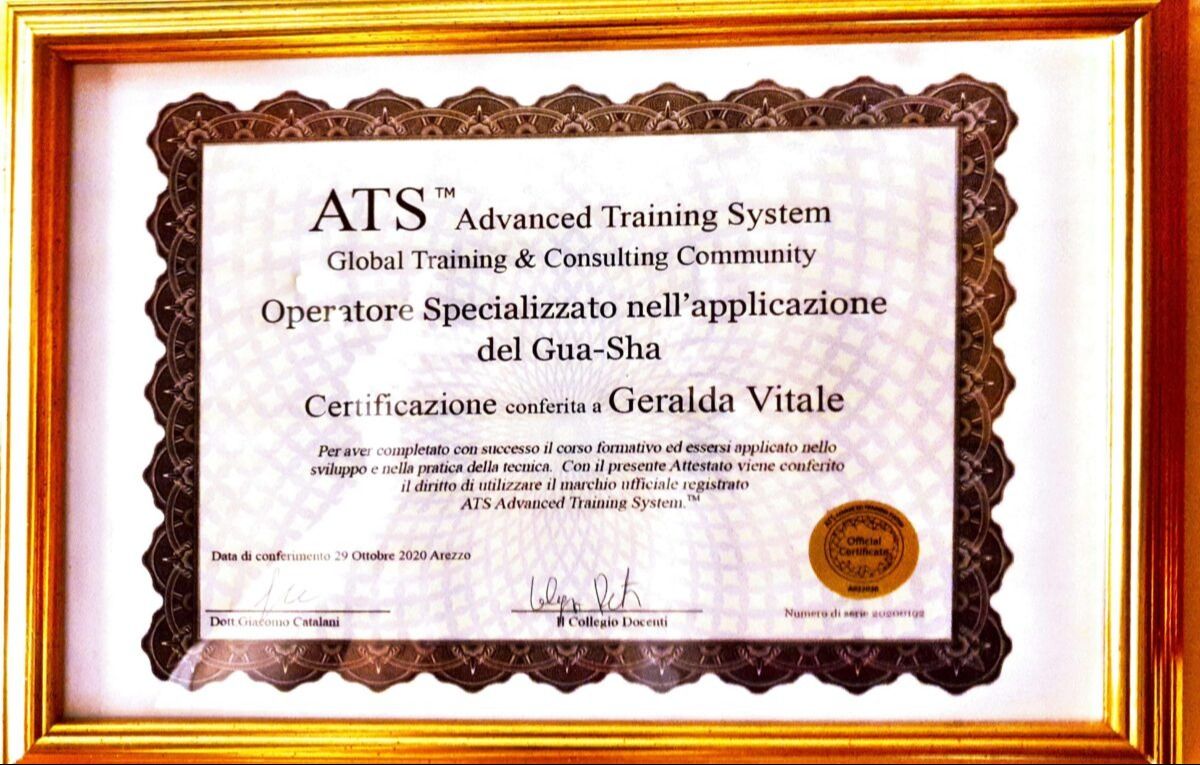 ATS™ Advanced Training System
Global Training & Consulting Community
Operatore Specializzato nell'applicazione
del Gua-Sha
Certificazione conferita a Geralda Vitale
Per aver completato con successo il corso formativo ed essersi applicato nello
sviluppo e nella pratica della tecnica. Con il presente Attestato viene conferito
il diritto di utilizzare il marchio ufficiale registrato
ATS Advanced Training System.™
Official
Certificate
Data di conferimento 29 Ottobre 2020 Arezzo
Dott Giacomo Catalani
Il Collegio Docenti
Numero di serie